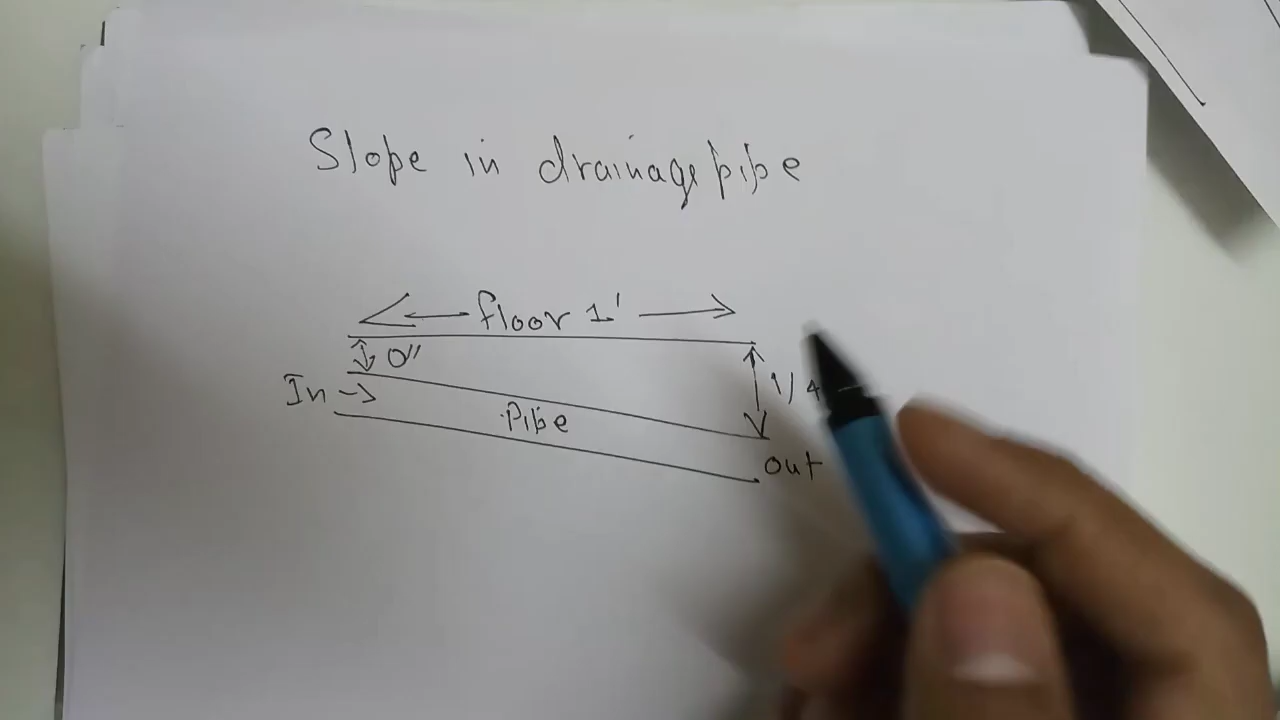 Slope in drainage pipe
floor 1'
0"
In
1/4
Pipe
out